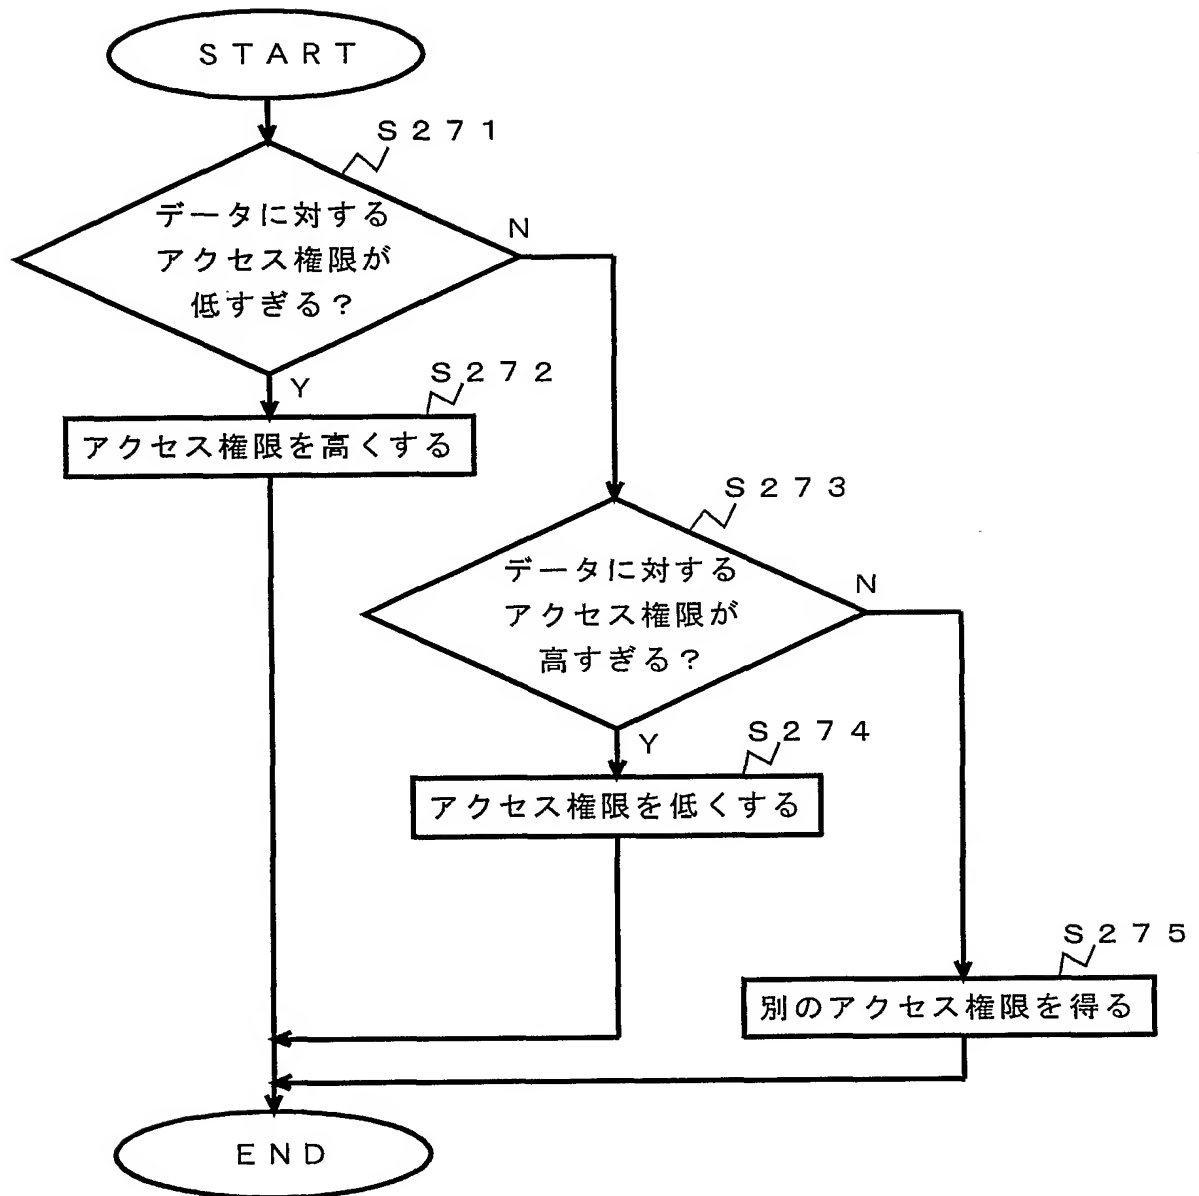 START
S271
データに対する
アクセス権限が
低すぎる?
N
Y
S272
アクセス権限を高くする
S273
データに対する
アクセス権限が
高すぎる?
N
Y
S274
アクセス権限を低くする
S275
別のアクセス権限を得る
END